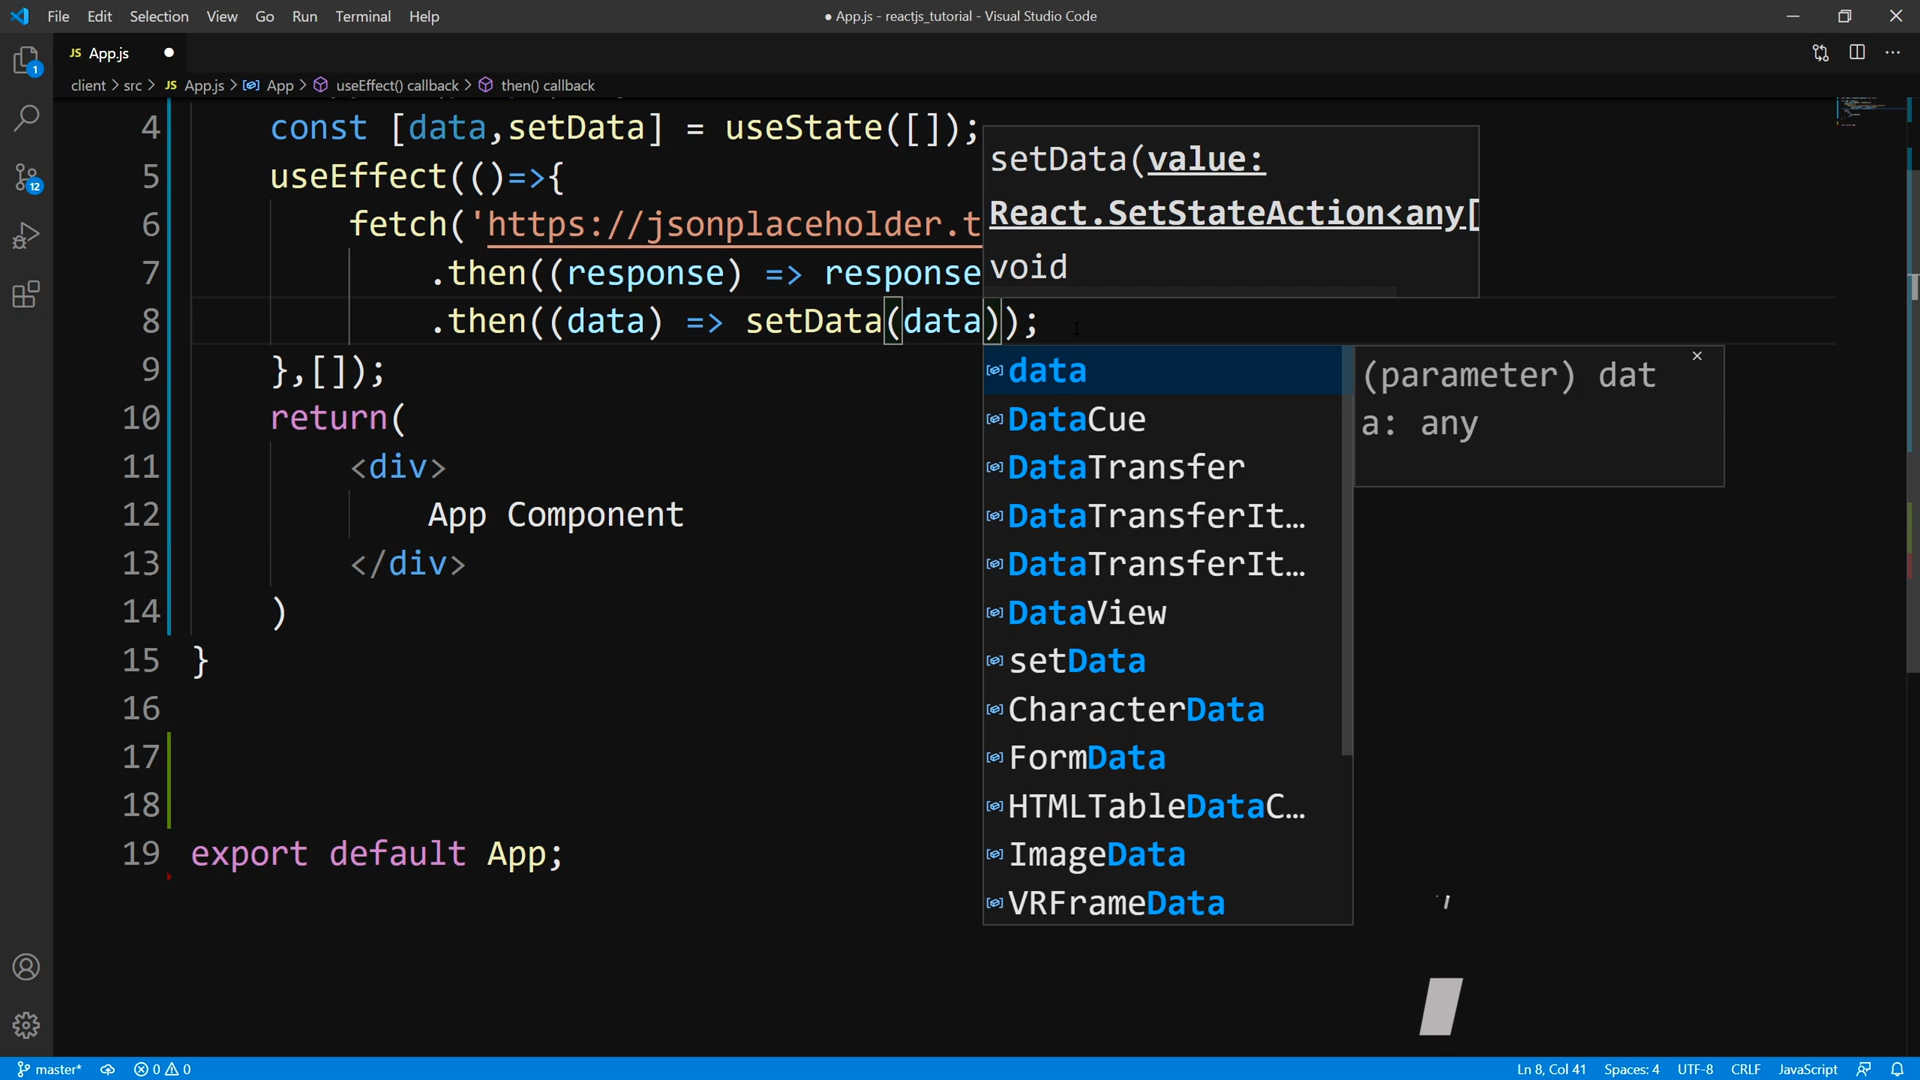 File Edit Selection View Go Run Terminal Help
● App.js - reactjs_tutorial - Visual Studio Code
JS App.js
client > src > JS App.js > App > useEffect() callback > then() callback
4 const [data,setData] = useState([]);
5 useEffect(()=>{
6 fetch('https://jsonplaceholder.t
7 .then((response) => response
8 .then((data) => setData(data));
9 },[]);
10 return(
11 <div>
12 App Component
13 </div>
14 )
15 }
16
17
18
19 export default App;
setData(value:
React.SetStateAction<any[
void
data
DataCue
DataTransfer
DataTransferIt…
DataTransferIt…
DataView
setData
CharacterData
FormData
HTMLTableDataC…
ImageData
VRFrameData
(parameter) dat
a: any
1
12
master* 0 0
Ln 8, Col 41 Spaces: 4 UTF-8 CRLF JavaScript